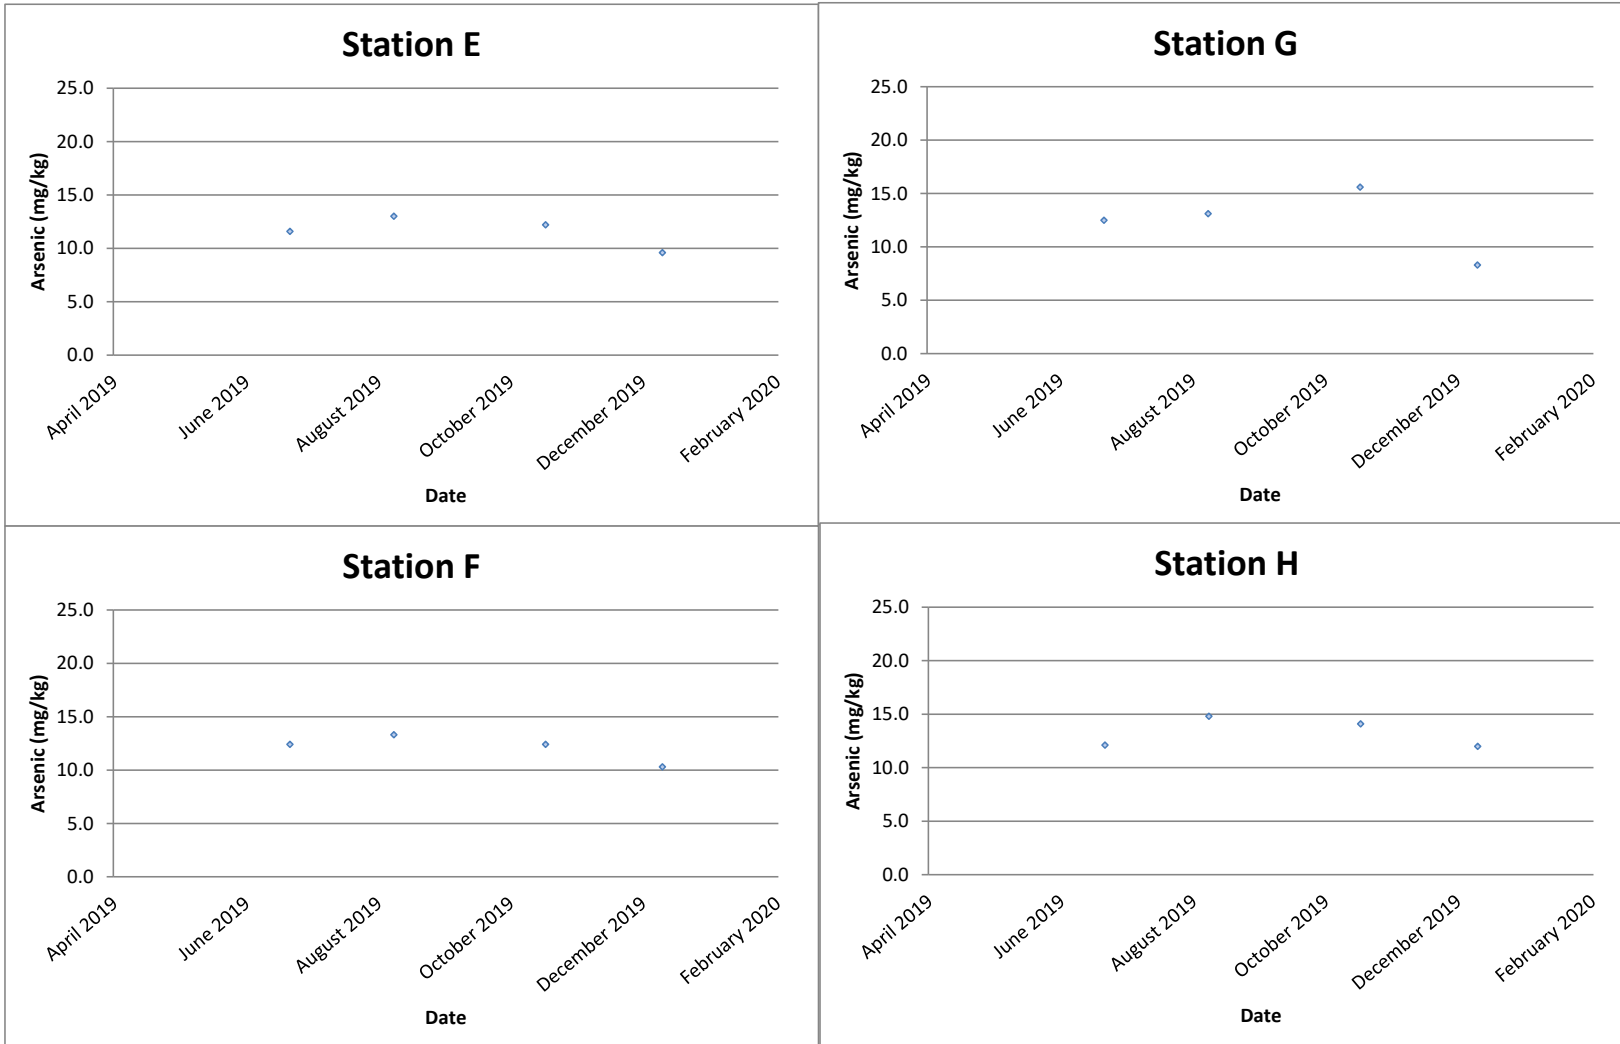 Station E
25.0
20.0
15.0
10.0
5.0
0.0
Arsenic (mg/kg)
April 2019
June 2019
August 2019
October 2019
December 2019
February 2020
Date
Station G
25.0
20.0
15.0
10.0
5.0
0.0
Arsenic (mg/kg)
April 2019
June 2019
August 2019
October 2019
December 2019
February 2020
Date
Station F
25.0
20.0
15.0
10.0
5.0
0.0
Arsenic (mg/kg)
April 2019
June 2019
August 2019
October 2019
December 2019
February 2020
Date
Station H
25.0
20.0
15.0
10.0
5.0
0.0
Arsenic (mg/kg)
April 2019
June 2019
August 2019
October 2019
December 2019
February 2020
Date